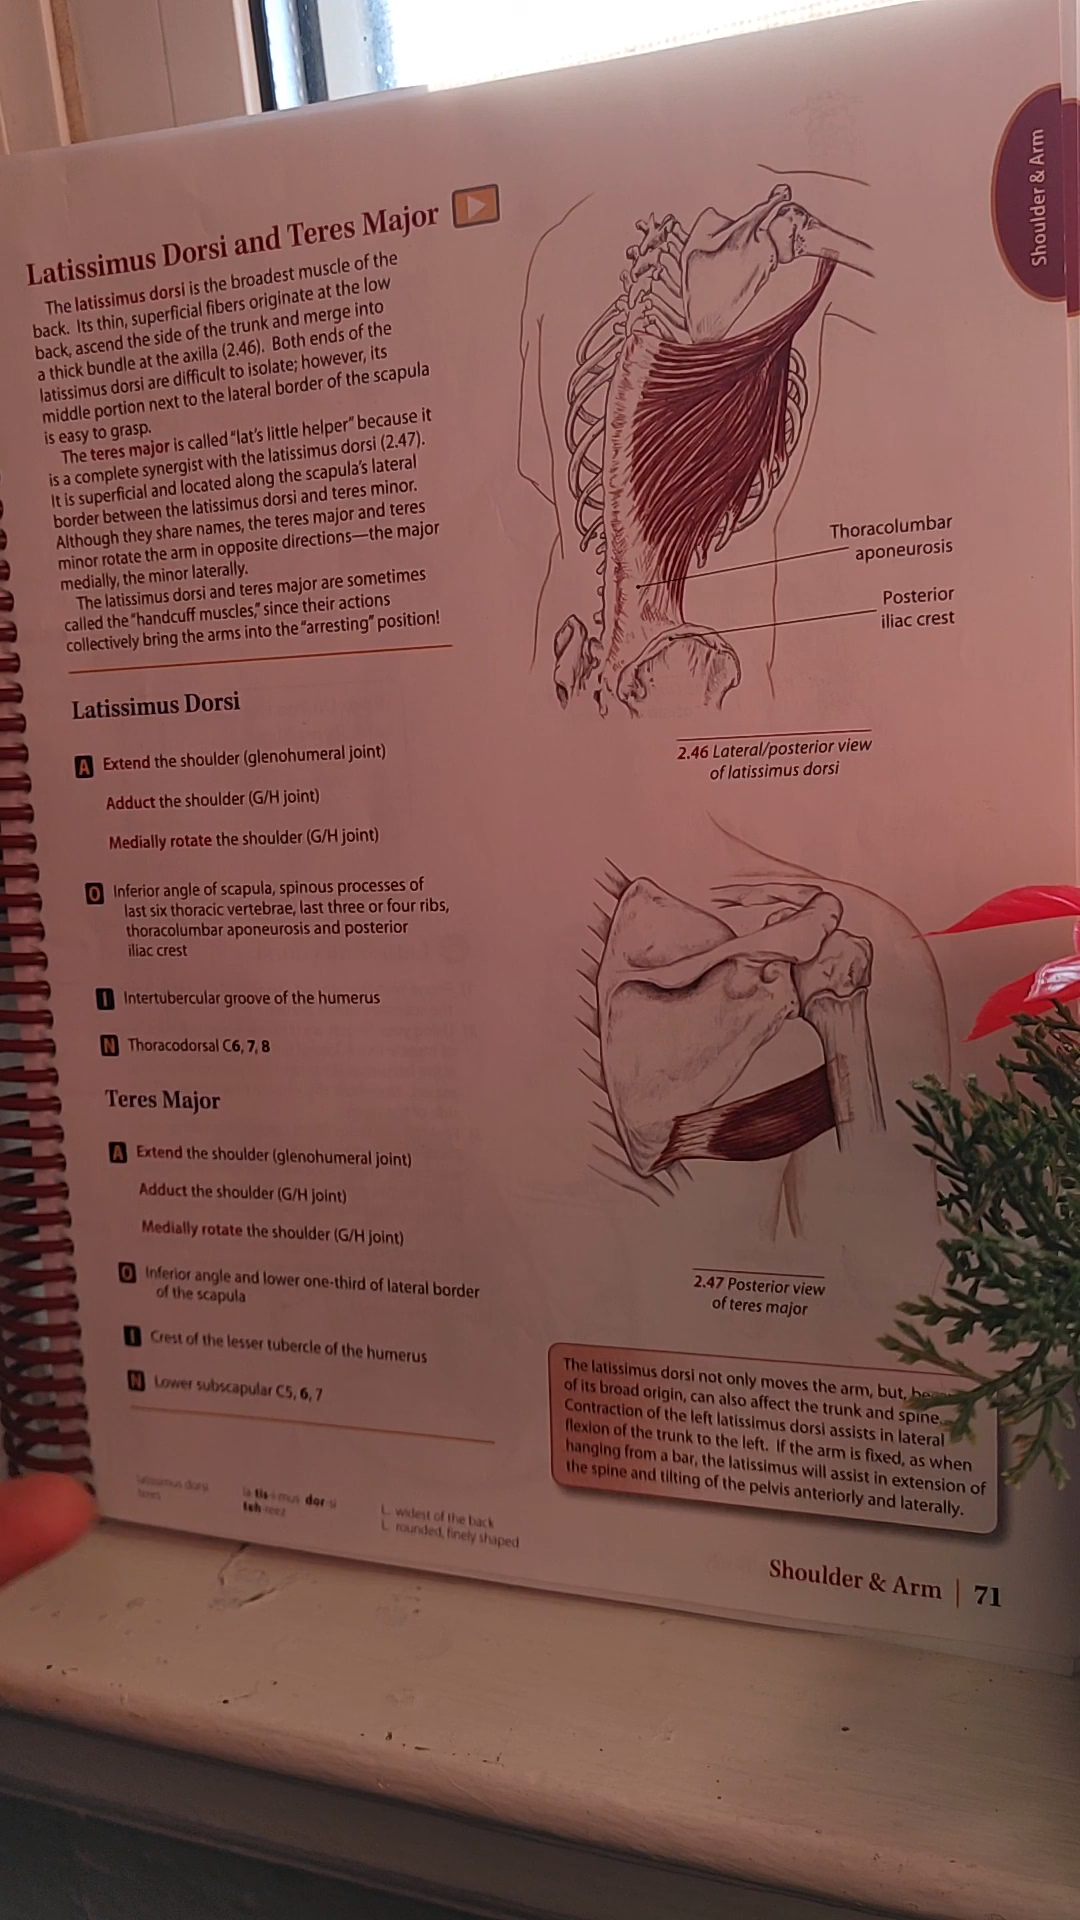 Shoulder & Arm
Latissimus Dorsi and Teres Major
The latissimus dorsi is the broadest muscle of the
back. Its thin, superficial fibers originate at the low
back, ascend the side of the trunk and merge into
a thick bundle at the axilla (2.46). Both ends of the
latissimus dorsi are difficult to isolate; however, its
middle portion next to the lateral border of the scapula
is easy to grasp.
The teres major is called "lat's little helper" because it
is a complete synergist with the latissimus dorsi (2.47).
It is superficial and located along the scapula's lateral
border between the latissimus dorsi and teres minor.
Although they share names, the teres major and teres
minor rotate the arm in opposite directions—the major
medially, the minor laterally.
The latissimus dorsi and teres major are sometimes
called the "handcuff muscles," since their actions
collectively bring the arms into the "arresting" position!
Latissimus Dorsi
A Extend the shoulder (glenohumeral joint)
Adduct the shoulder (G/H joint)
Medially rotate the shoulder (G/H joint)
O Inferior angle of scapula, spinous processes of
last six thoracic vertebrae, last three or four ribs,
thoracolumbar aponeurosis and posterior
iliac crest
I Intertubercular groove of the humerus
N Thoracodorsal C6, 7, 8
Teres Major
A Extend the shoulder (glenohumeral joint)
Adduct the shoulder (G/H joint)
Medially rotate the shoulder (G/H joint)
O Inferior angle and lower one-third of lateral border
of the scapula
I Crest of the lesser tubercle of the humerus
N Lower subscapular C5, 6, 7
latissimus dorsi
teres
la-tis-i-mus dor-si
teh-reez
L. widest of the back
L. rounded, finely shaped
Thoracolumbar
aponeurosis
Posterior
iliac crest
2.46 Lateral/posterior view
of latissimus dorsi
2.47 Posterior view
of teres major
The latissimus dorsi not only moves the arm, but,
of its broad origin, can also affect the trunk and spine.
Contraction of the left latissimus dorsi assists in lateral
flexion of the trunk to the left. If the arm is fixed, as when
hanging from a bar, the latissimus will assist in extension of
the spine and tilting of the pelvis anteriorly and laterally.
Shoulder & Arm | 71